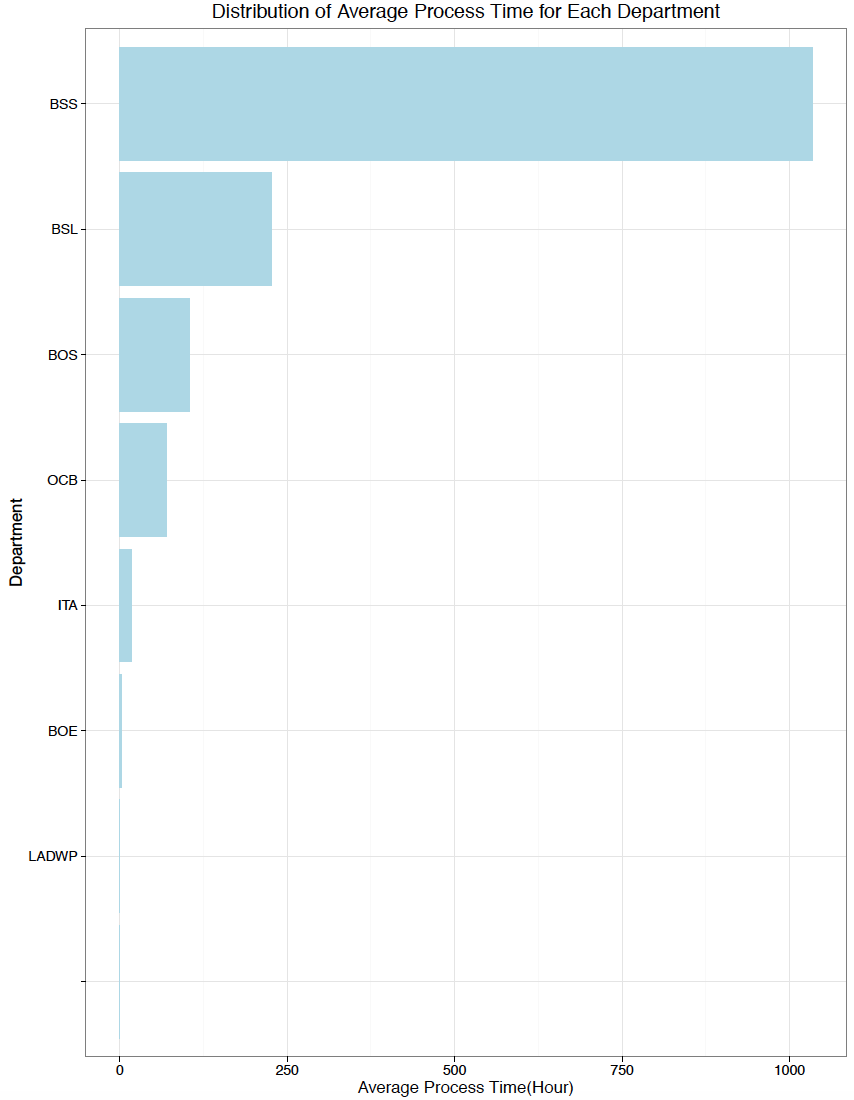 Distribution of Average Process Time for Each Department
BSS
BSL
BOS
OCB
ITA
BOE
LADWP
Department
0 250 500 750 1000
Average Process Time(Hour)